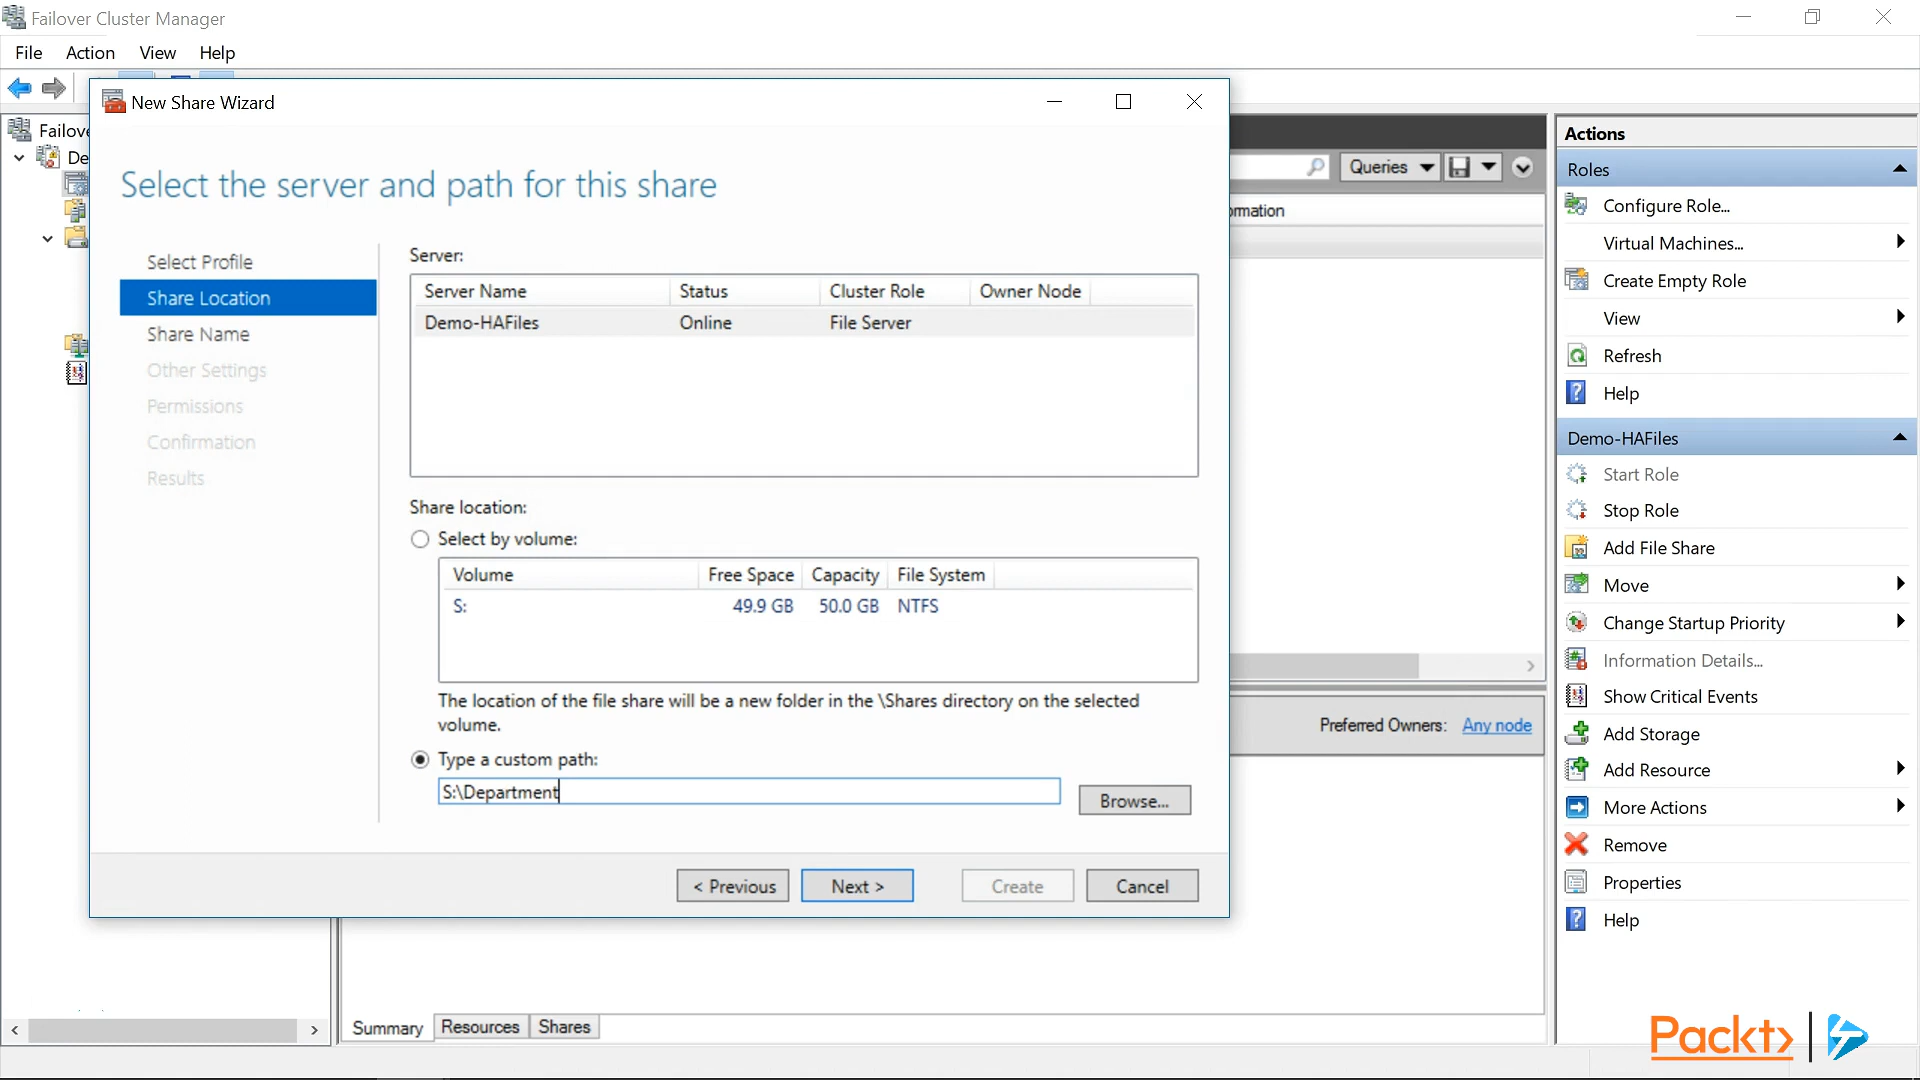 Failover Cluster Manager
File Action View Help
New Share Wizard
Failove
De
Select the server and path for this share
Select Profile
Share Location
Share Name
Other Settings
Permissions
Confirmation
Results
Server:
Server Name Status Cluster Role Owner Node
Demo-HAFiles Online File Server
Share location:
Select by volume:
Volume Free Space Capacity File System
S: 49.9 GB 50.0 GB NTFS
The location of the file share will be a new folder in the \Shares directory on the selected
volume.
Type a custom path:
S:\Department
Browse...
< Previous Next > Create Cancel
Queries
omation
Preferred Owners: Any node
Summary Resources Shares
Actions
Roles
Configure Role...
Virtual Machines...
Create Empty Role
View
Refresh
Help
Demo-HAFiles
Start Role
Stop Role
Add File Share
Move
Change Startup Priority
Information Details...
Show Critical Events
Add Storage
Add Resource
More Actions
Remove
Properties
Help
Packt>